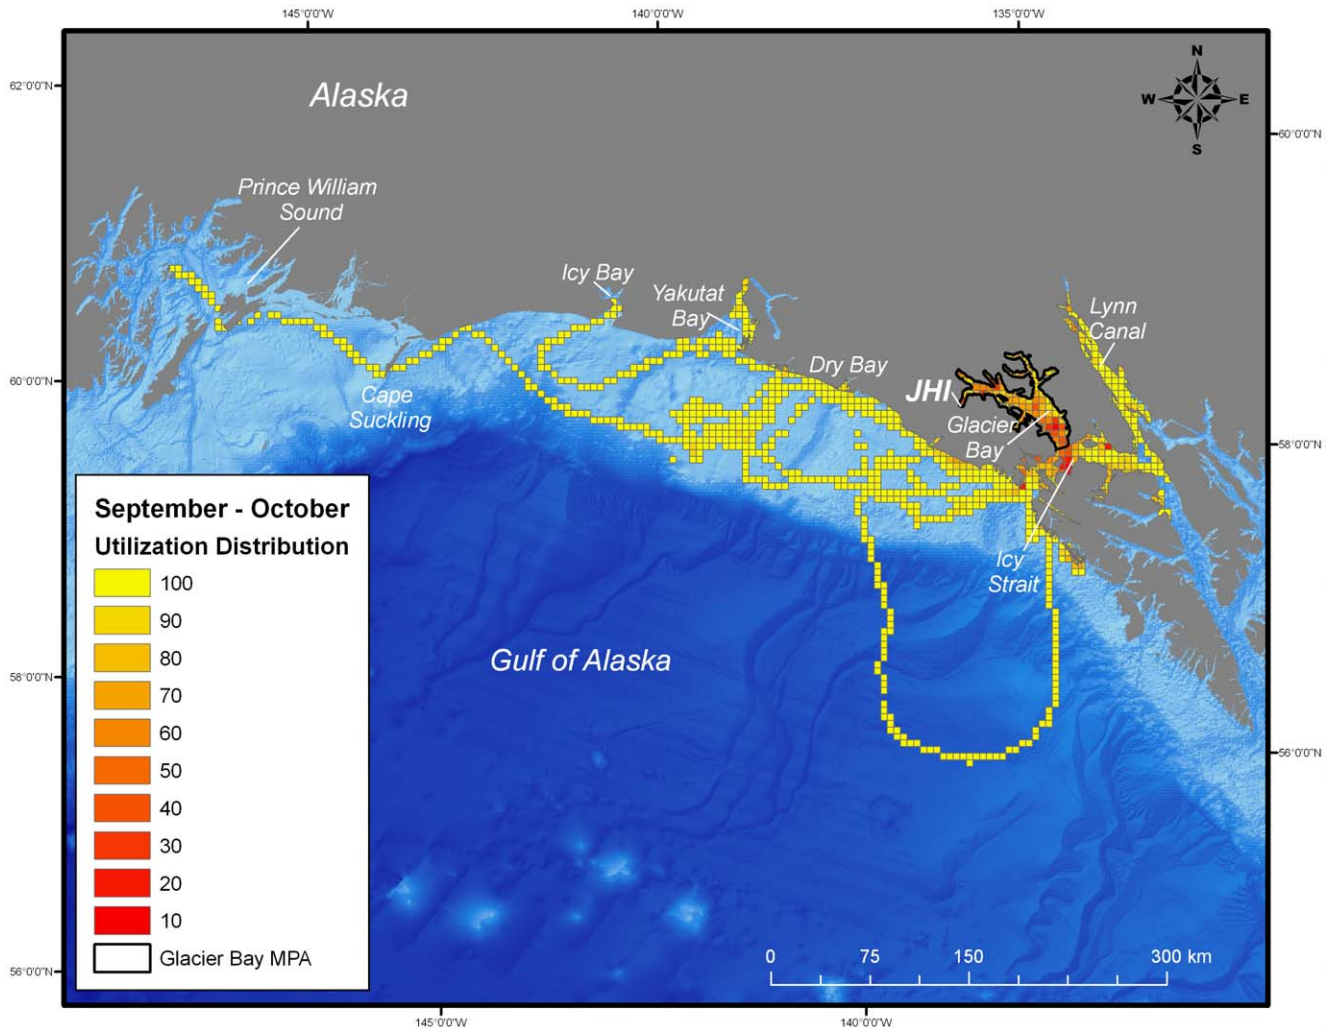 145°0'0"W 140°0'0"W 135°0'0"W
62°0'0"N
60°0'0"N
58°0'0"N
56°0'0"N
60°0'0"N
58°0'0"N
56°0'0"N
N
W E
S
Alaska
Prince William
Sound
Icy Bay
Yakutat
Bay
Lynn
Canal
Dry Bay
Cape
Suckling
JHI
Glacier
Bay
Icy
Strait
Gulf of Alaska
September - October
Utilization Distribution
100
90
80
70
60
50
40
30
20
10
Glacier Bay MPA
0 75 150 300 km
145°0'0"W 140°0'0"W